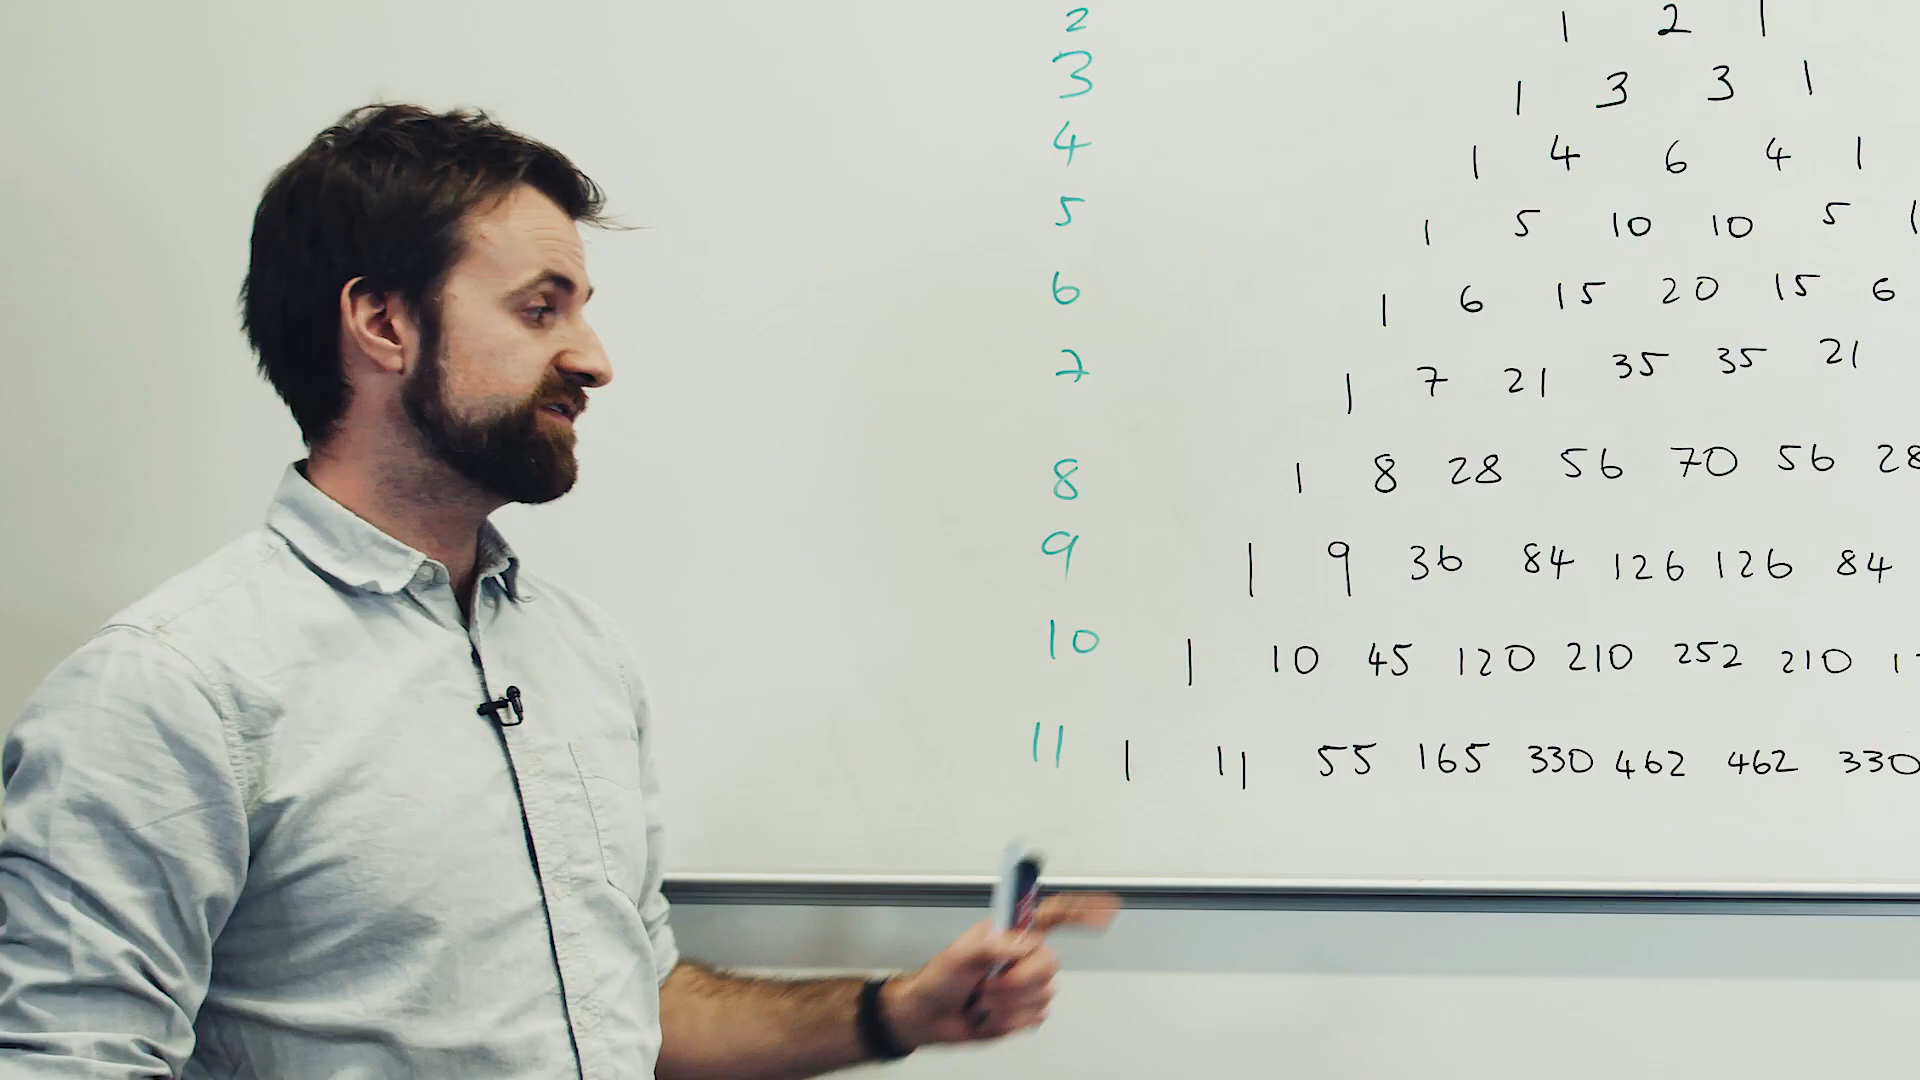 2 1 2 1
3 1 3 3 1
4 1 4 6 4 1
5 1 5 10 10 5 1
6 1 6 15 20 15 6
7 1 7 21 35 35 21
8 1 8 28 56 70 56 28
9 1 9 36 84 126 126 84
10 1 10 45 120 210 252 210
11 1 11 55 165 330 462 462 330